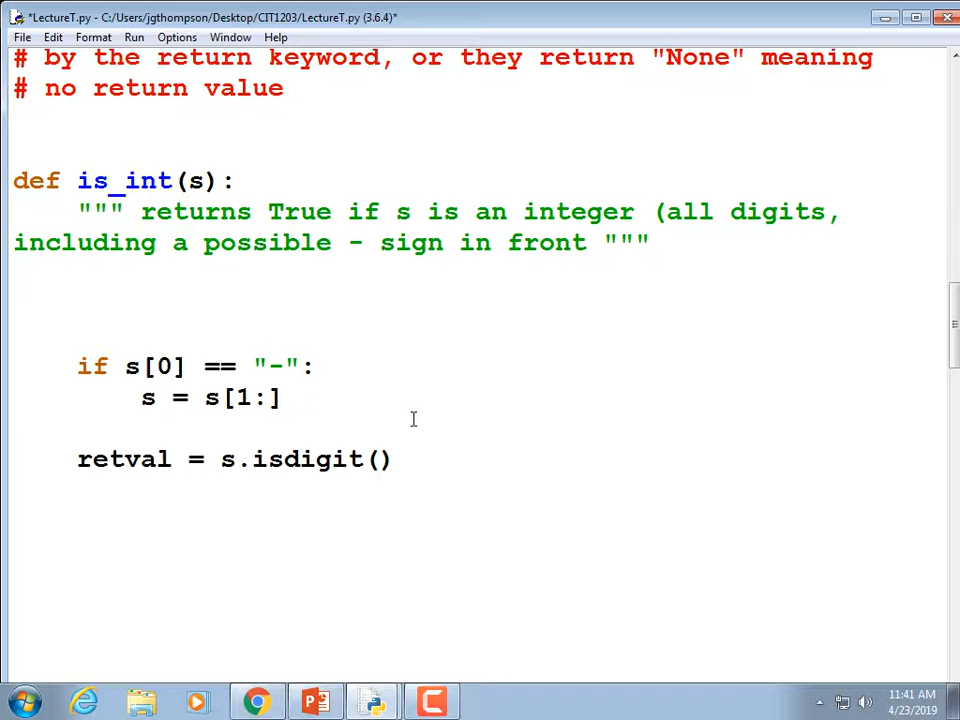 *LectureT.py - C:/Users/jgthompson/Desktop/CIT1203/LectureT.py (3.6.4)*
File Edit Format Run Options Window Help
# by the return keyword, or they return "None" meaning
# no return value
def is_int(s):
""" returns True if s is an integer (all digits,
including a possible - sign in front """
if s[0] == "-":
s = s[1:]
retval = s.isdigit()
11:41 AM
4/23/2019